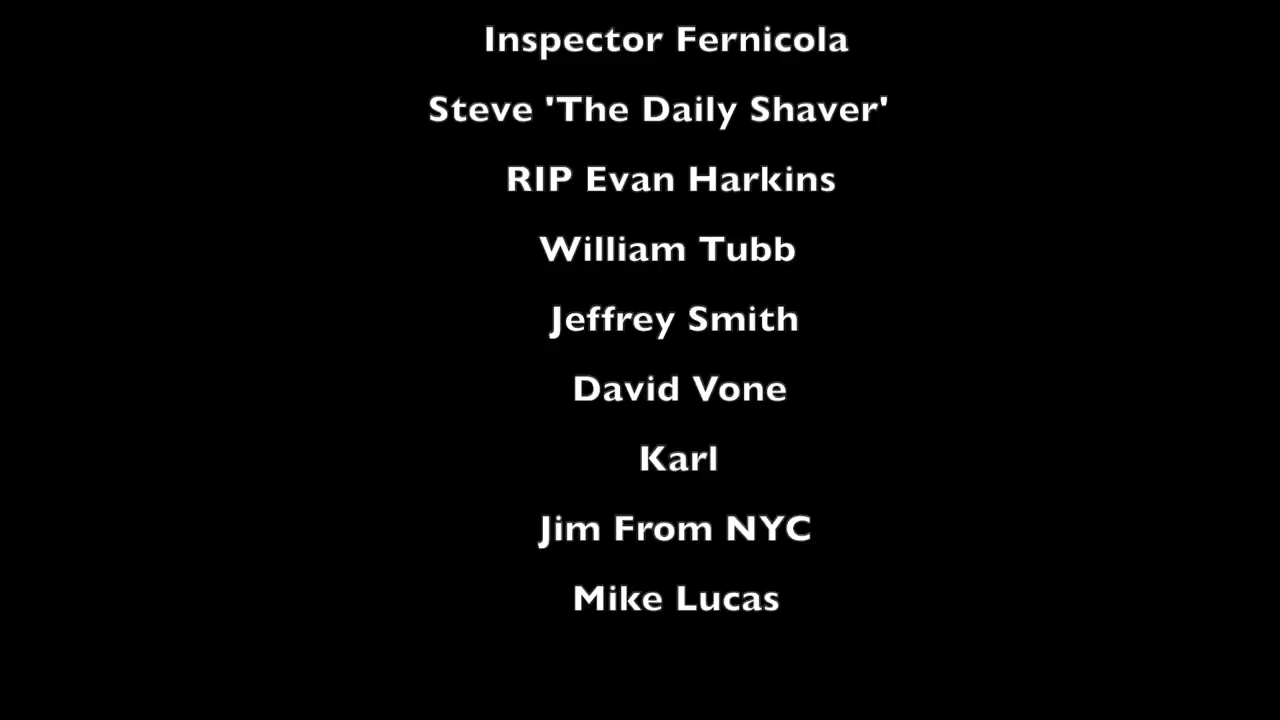 Inspector Fernicola
Steve 'The Daily Shaver'
RIP Evan Harkins
William Tubb
Jeffrey Smith
David Vone
Karl
Jim From NYC
Mike Lucas